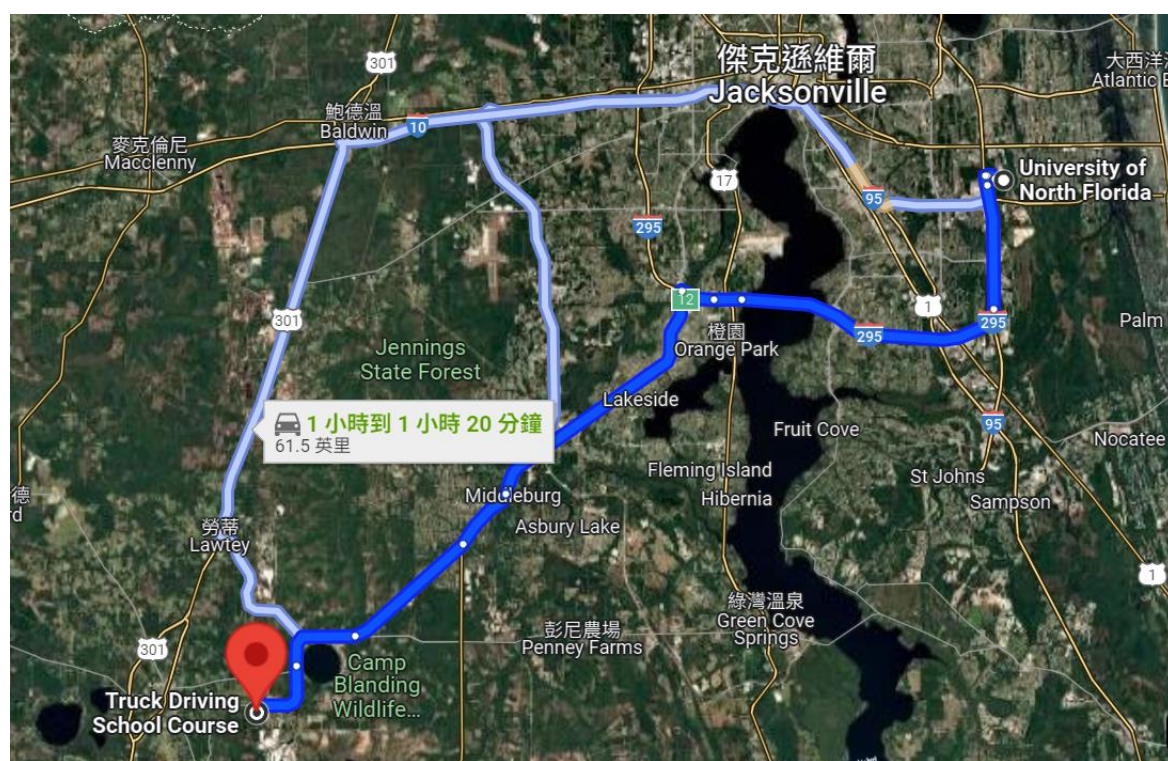 傑克遜維爾
Jacksonville
大西洋
Atlantic B
301
鮑德溫
Baldwin
10
麥克倫尼
Macclenny
17
University of
North Florida
95
295
301
12
1
295
295
橙園
Orange Park
Palm
Jennings
State Forest
Lakeside
1 小時到 1 小時 20 分鐘
61.5 英里
95
Fruit Cove
Nocatee
Fleming Island
St Johns
Middleburg
Hibernia
Sampson
德
rd
勞蒂
Lawtey
Asbury Lake
1
綠灣溫泉
Green Cove
Springs
彭尼農場
Penney Farms
301
Camp
Blanding
Wildlife...
Truck Driving
School Course